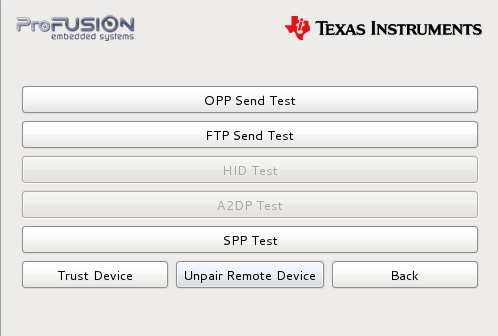 ProFUSION
embedded systems
TEXAS INSTRUMENTS
OPP Send Test
FTP Send Test
HID Test
A2DP Test
SPP Test
Trust Device
Unpair Remote Device
Back